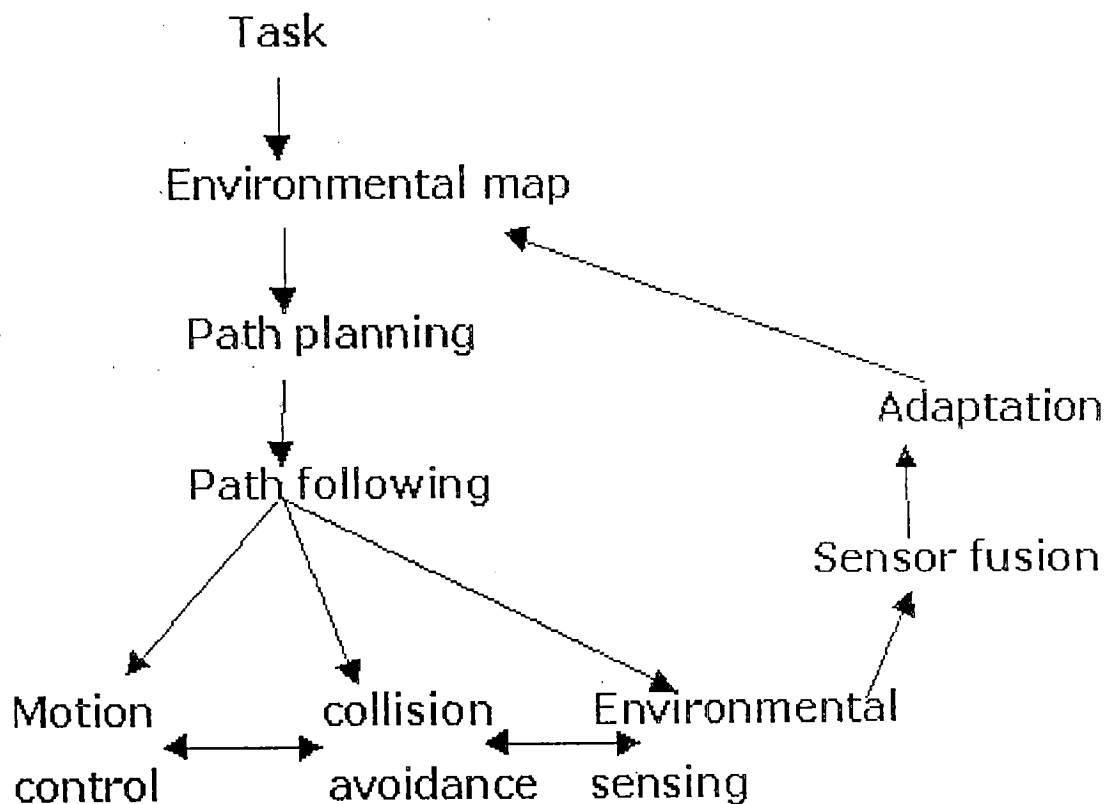 Task
Environmental map
Path planning
Adaptation
Path following
Sensor fusion
Motion
control
collision
avoidance
Environmental
sensing